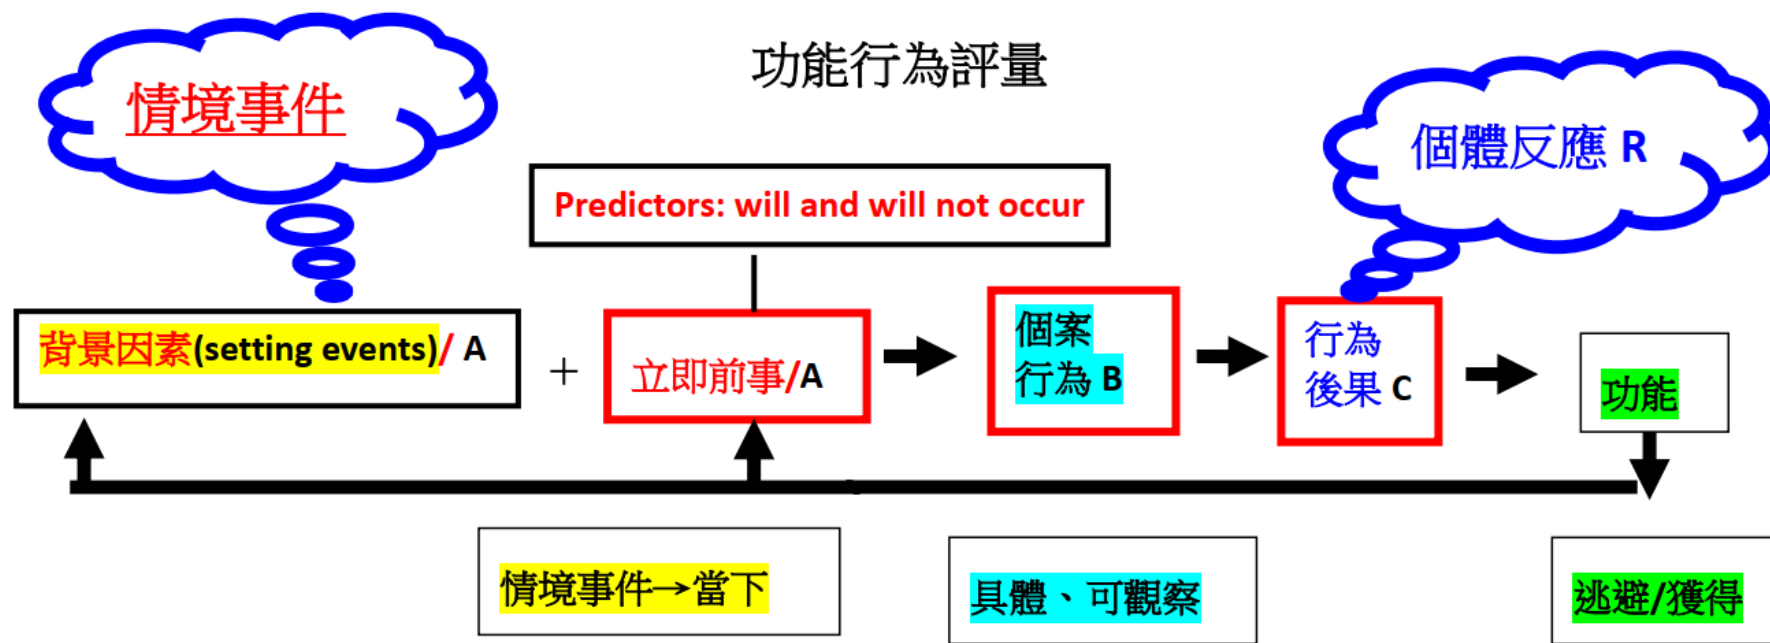 功能行為評量
情境事件
個體反應 R
Predictors: will and will not occur
背景因素(setting events)/ A
+
立即前事/A
個案
行為 B
行為
後果 C
功能
情境事件→當下
具體、可觀察
逃避/獲得